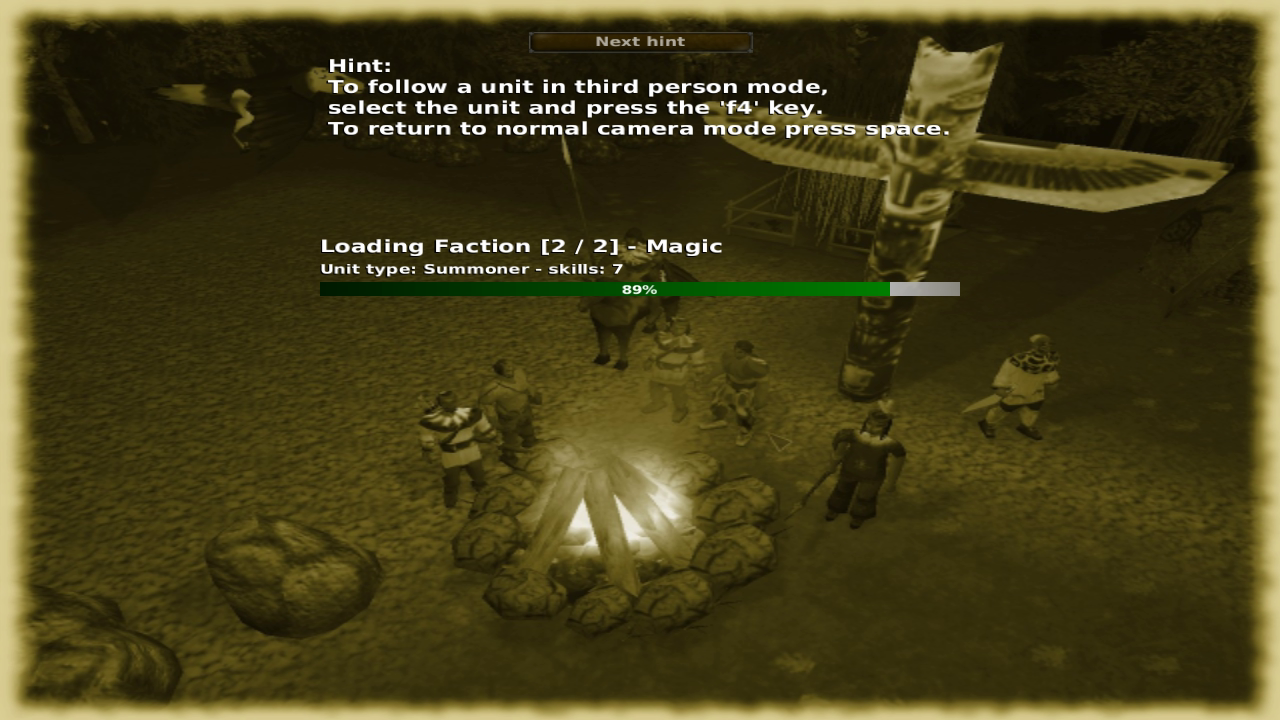 Next hint
Hint:
To follow a unit in third person mode,
select the unit and press the 'f4' key.
To return to normal camera mode press space.
Loading Faction [2 / 2] - Magic
Unit type: Summoner - skills: 7
89%